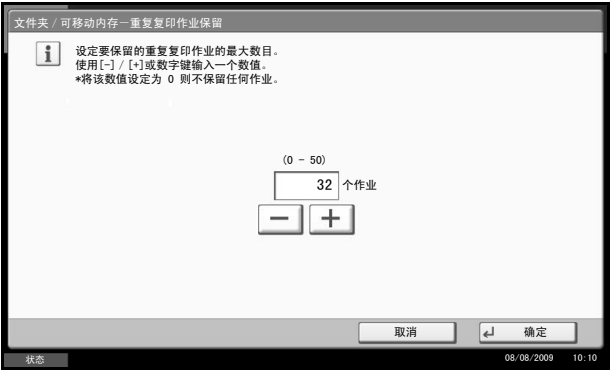 文件夹/可移动内存－重复复印作业保留
i
设定要保留的重复复印作业的最大数目。
使用[-] / [+]或数字键输入一个数值。
*将该数值设定为 0 则不保留任何作业。
(0 - 50)
32 个作业
- +
取消 确定
状态 08/08/2009 10:10